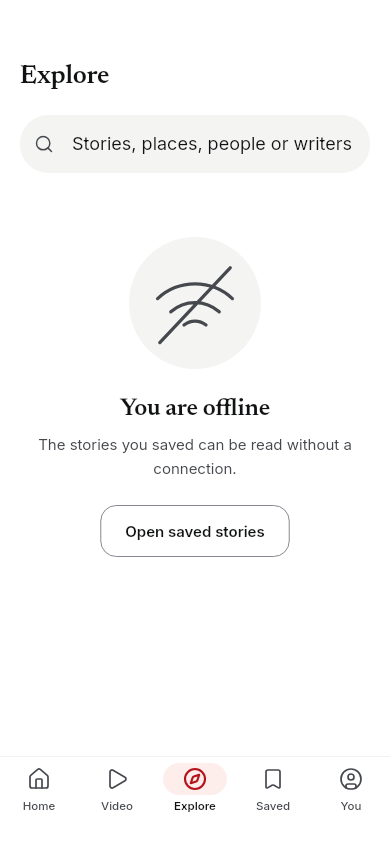 Explore
Stories, places, people or writers
You are offline
The stories you saved can be read without a
connection.
Open saved stories
Home
Video
Explore
Saved
You